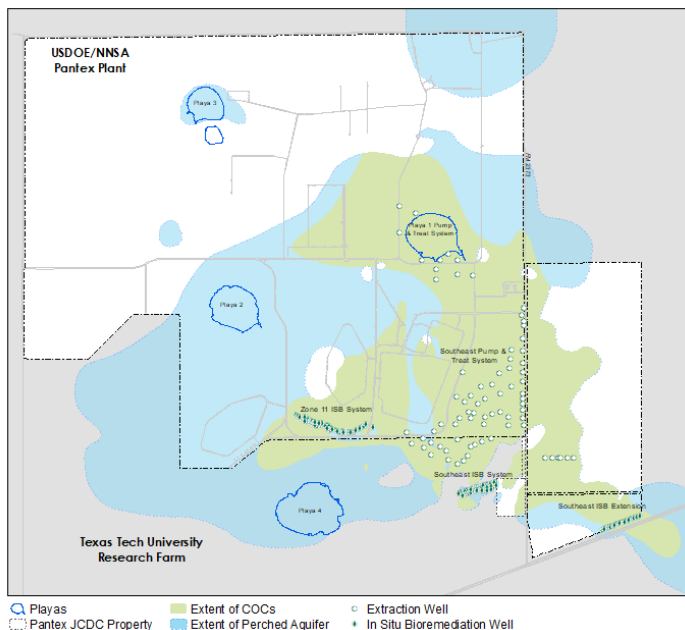 USDOE/NNSA
Pantex Plant
Playa 3
FM 2373
Playa 1 Pump
& Treat System
Playa 2
Southeast Pump &
Treat System
Zone 11 ISB System
Southeast ISB System
Southeast ISB Extension
Playa 4
Texas Tech University
Research Farm
Playas
Extent of COCs
Extraction Well
Pantex JCDC Property
Extent of Perched Aquifer
In Situ Bioremediation Well